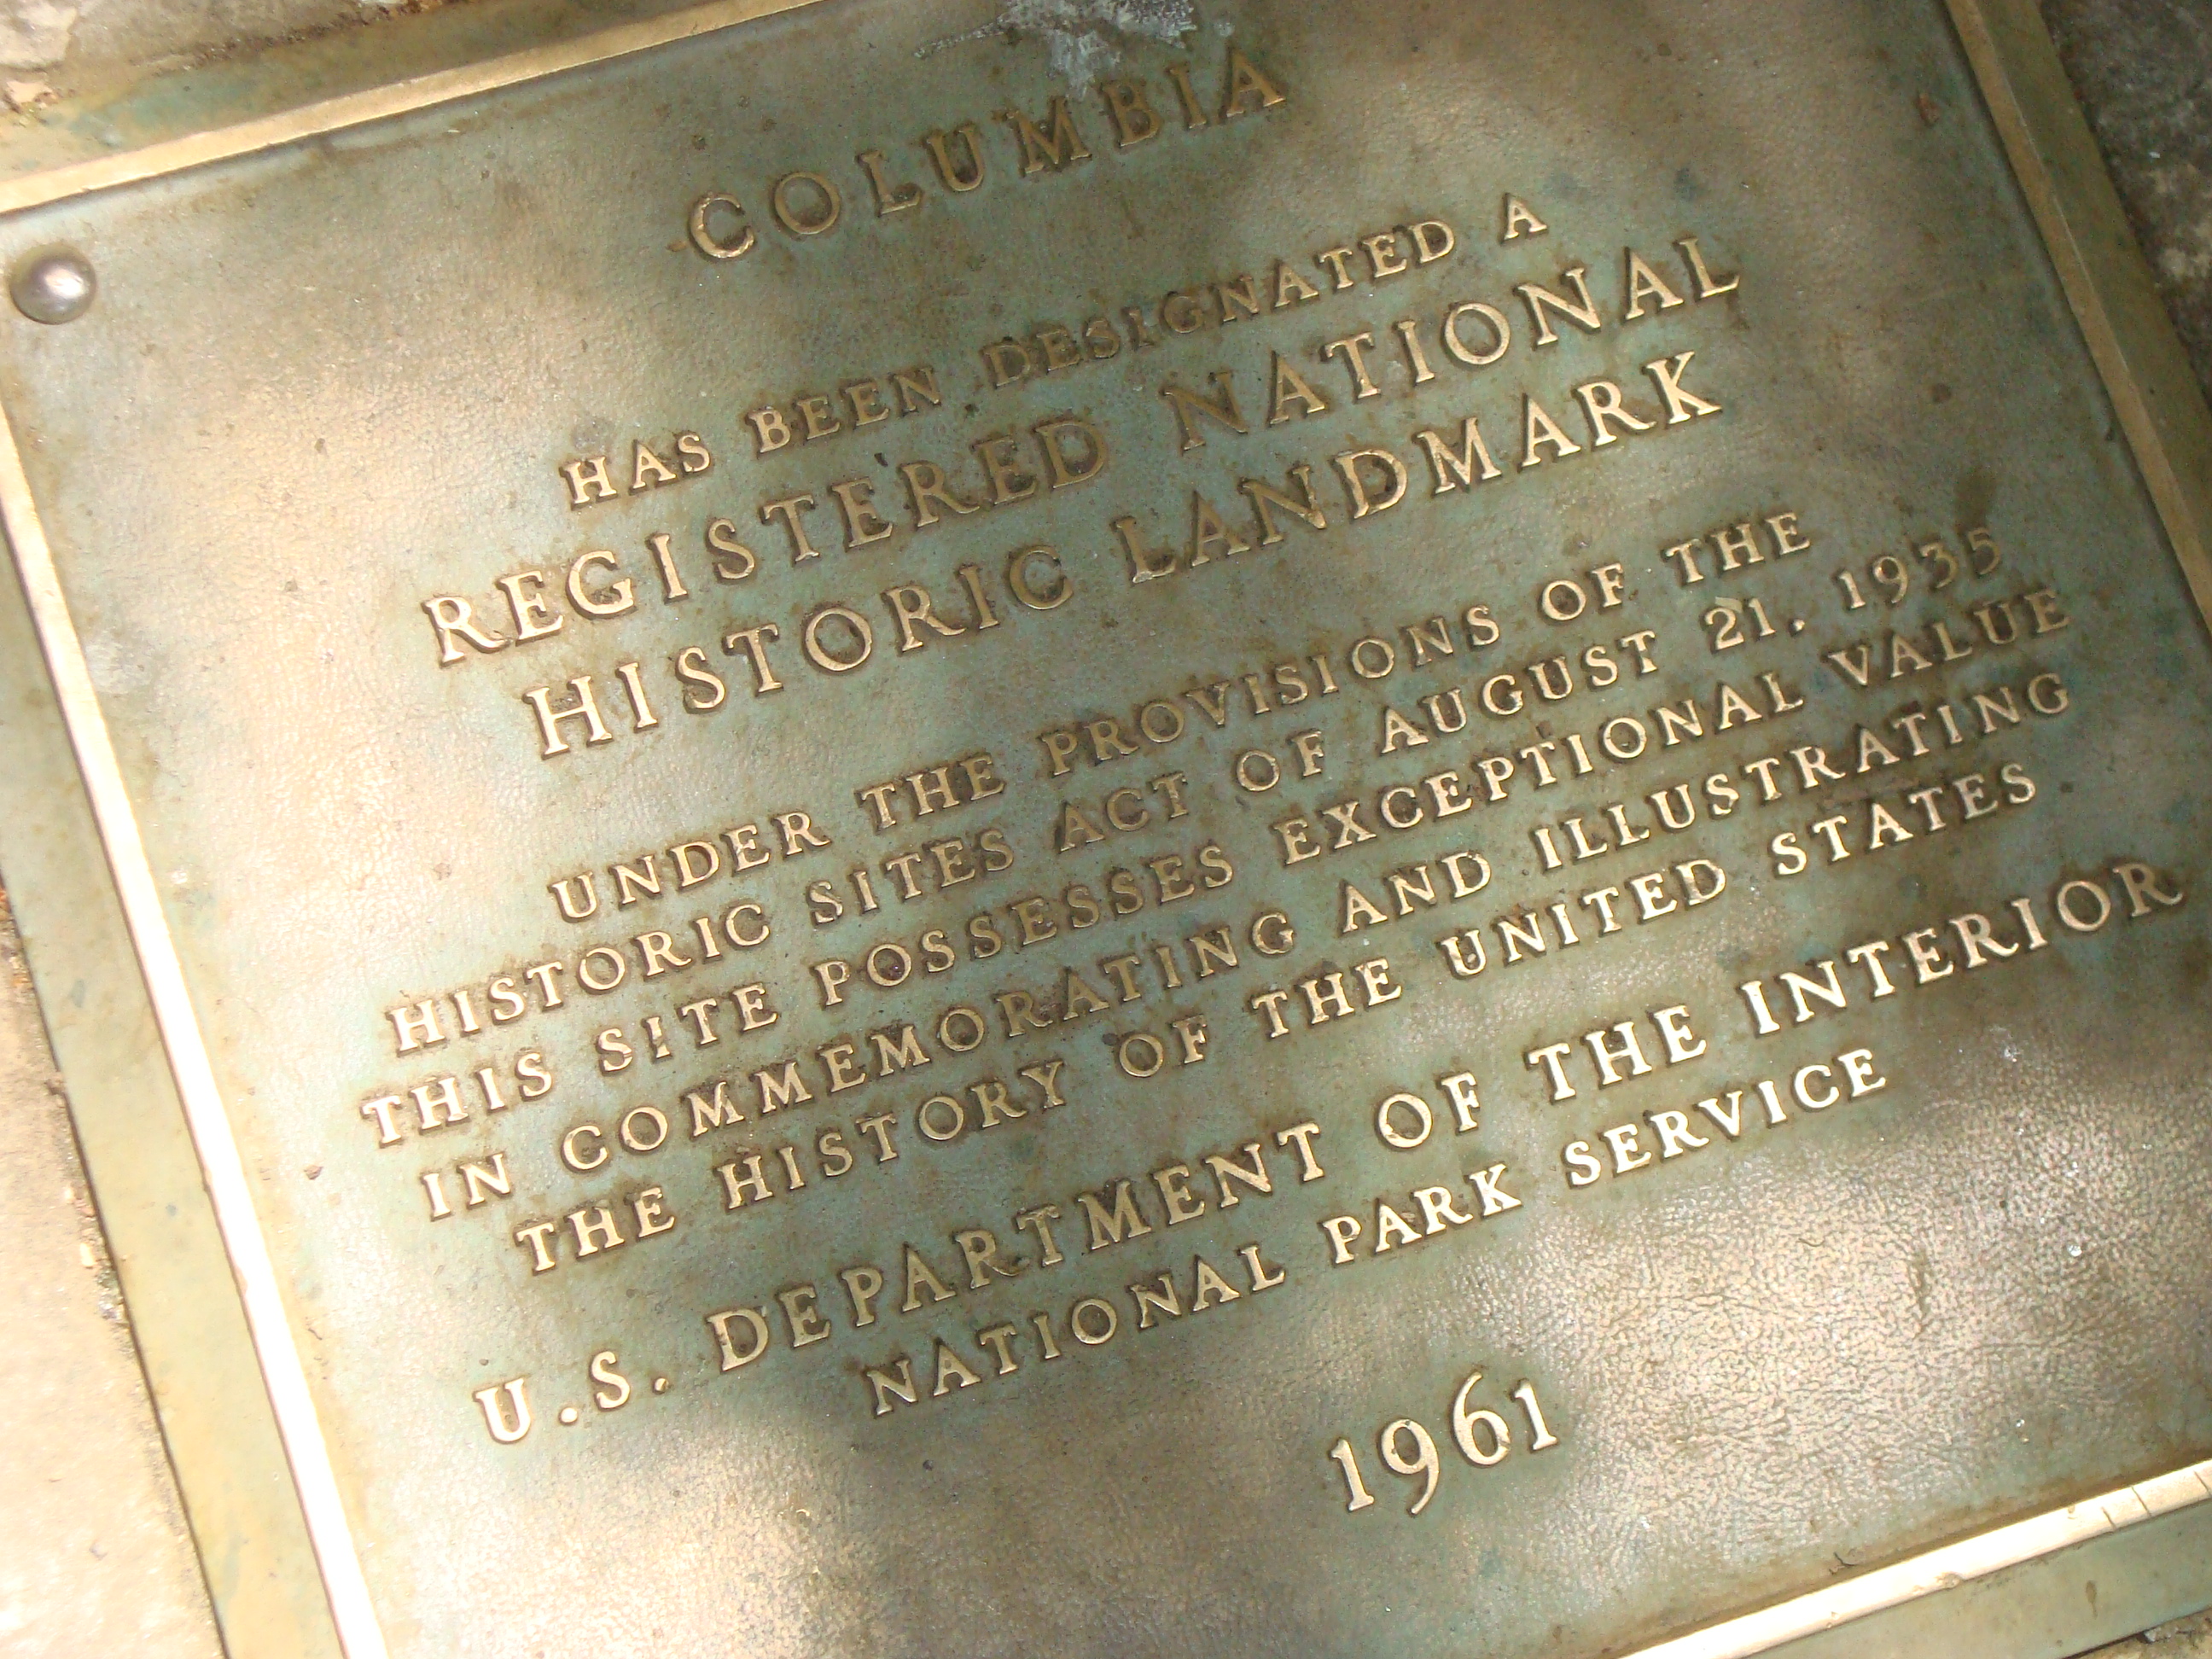 COLUMBIA
HAS BEEN DESIGNATED A
REGISTERED NATIONAL
HISTORIC LANDMARK
UNDER THE PROVISIONS OF THE
HISTORIC SITES ACT OF AUGUST 21, 1935
THIS SITE POSSESSES EXCEPTIONAL VALUE
IN COMMEMORATING AND ILLUSTRATING
THE HISTORY OF THE UNITED STATES
U.S. DEPARTMENT OF THE INTERIOR
NATIONAL PARK SERVICE
1961